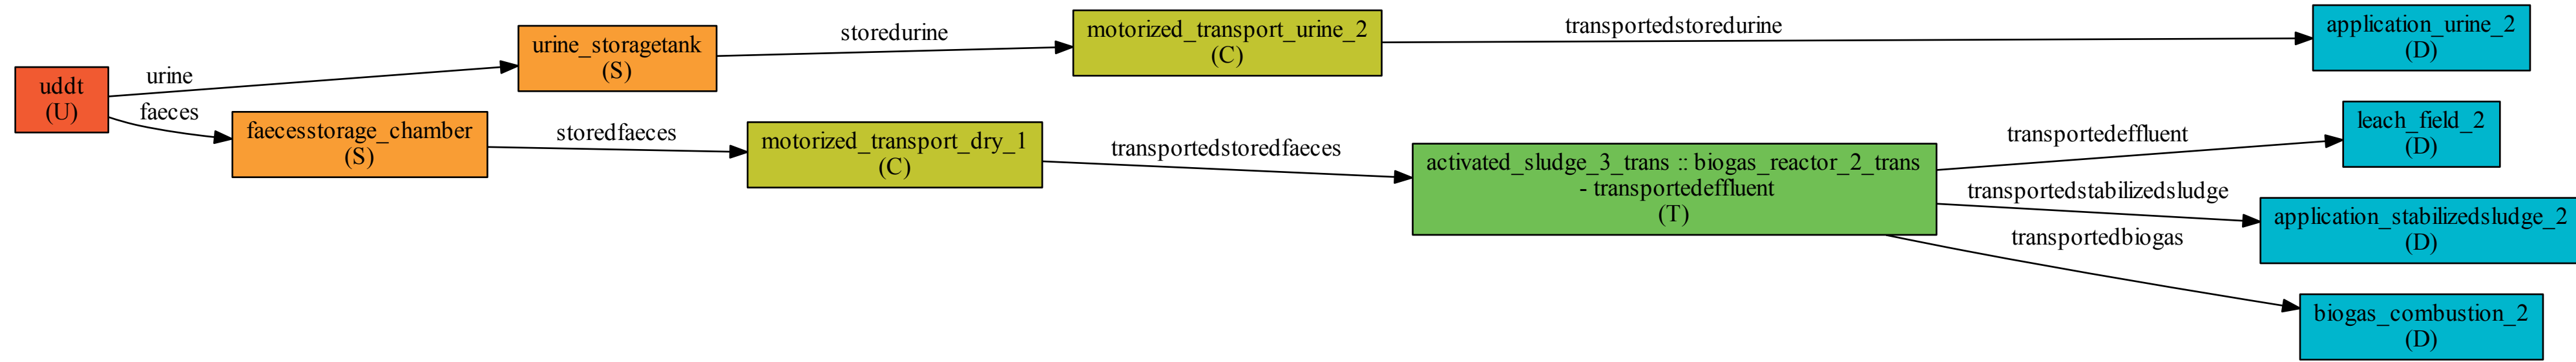 uddt
(U)
urine
faeces
urine_storagetank
(S)
faecesstorage_chamber
(S)
storedurine
storedfaeces
motorized_transport_urine_2
(C)
motorized_transport_dry_1
(C)
transportedstoredurine
transportedstoredfaeces
activated_sludge_3_trans :: biogas_reactor_2_trans
- transportedeffluent
(T)
transportedeffluent
transportedstabilizedsludge
transportedbiogas
application_urine_2
(D)
leach_field_2
(D)
application_stabilizedsludge_2
(D)
biogas_combustion_2
(D)